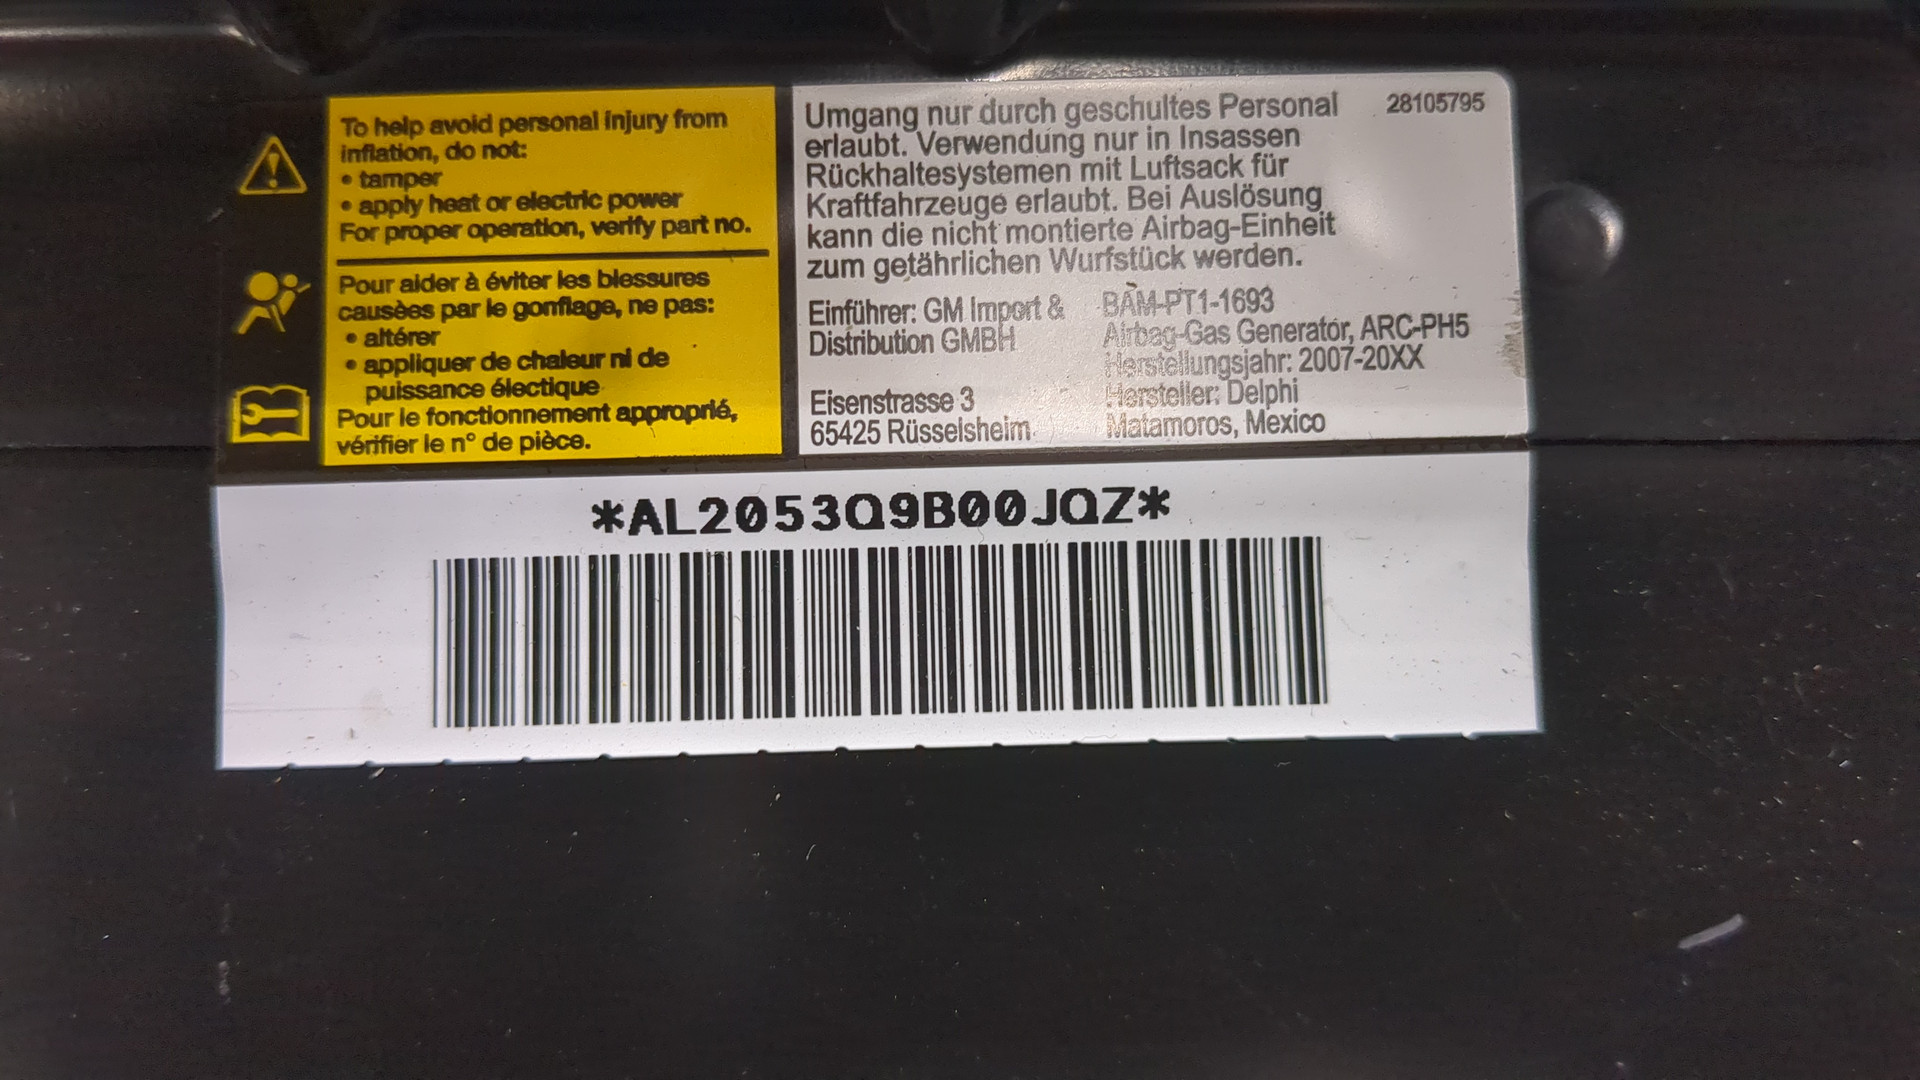 To help avoid personal injury from
inflation, do not:
• tamper
• apply heat or electric power
For proper operation, verify part no.
Pour aider à éviter les blessures
causèes par le gonflage, ne pas:
• altérer
• appliquer de chaleur ni de
puissance électique
Pour le fonctionnement approprié,
vérifier le n° de pièce.
Umgang nur durch geschultes Personal
erlaubt. Verwendung nur in Insassen
Rückhaltesystemen mit Luftsack für
Kraftfahrzeuge erlaubt. Bei Auslösung
kann die nicht montierte Airbag-Einheit
zum getährlichen Wurfstück werden.
28105795
Einführer: GM Import &
Distribution GMBH
Eisenstrasse 3
65425 Rüsselsheim
BAM-PT1-1693
Airbag-Gas Generator, ARC-PH5
Herstellungsjahr: 2007-20XX
Hersteller: Delphi
Matamoros, Mexico
*AL2053Q9B00JQZ*